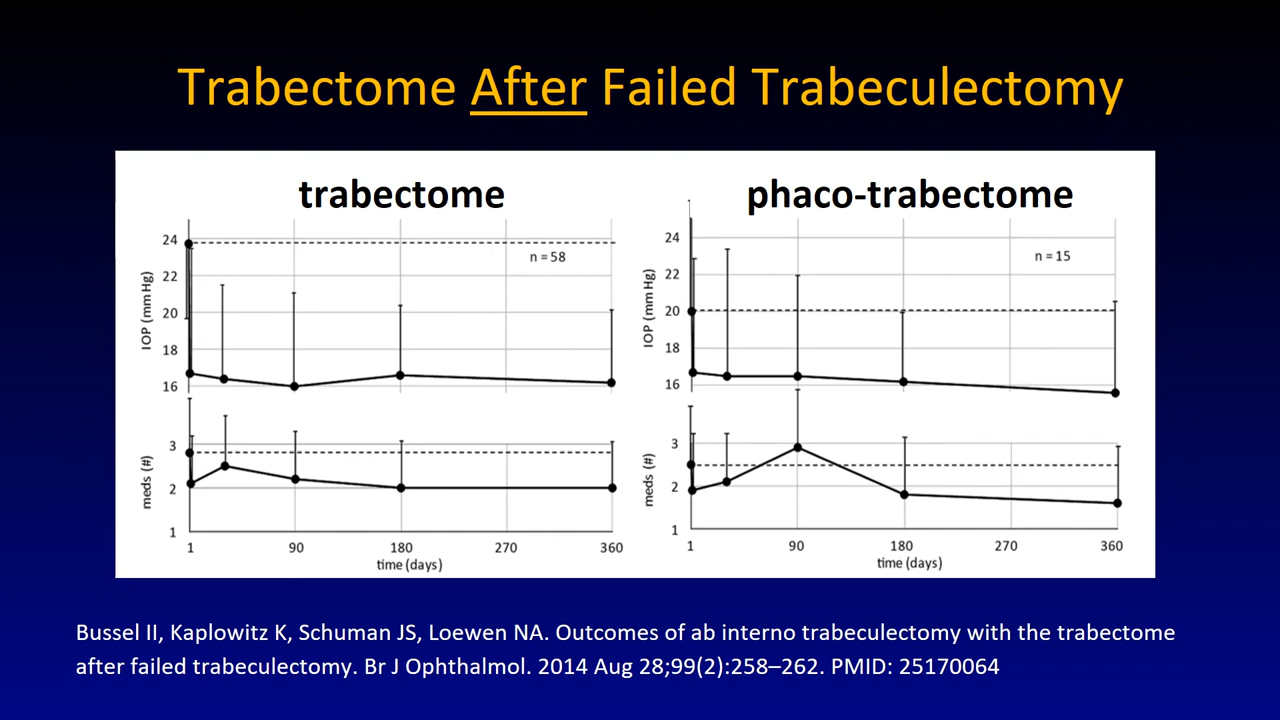 Trabectome After Failed Trabeculectomy
trabectome
24
22
20
18
16
IOP (mm Hg)
n = 58
3
2
1
meds (#)
1 90 180 270 360
time (days)
phaco-trabectome
24
22
20
18
16
IOP (mm Hg)
n = 15
3
2
1
meds (#)
1 90 180 270 360
time (days)
Bussel II, Kaplowitz K, Schuman JS, Loewen NA. Outcomes of ab interno trabeculectomy with the trabectome
after failed trabeculectomy. Br J Ophthalmol. 2014 Aug 28;99(2):258–262. PMID: 25170064